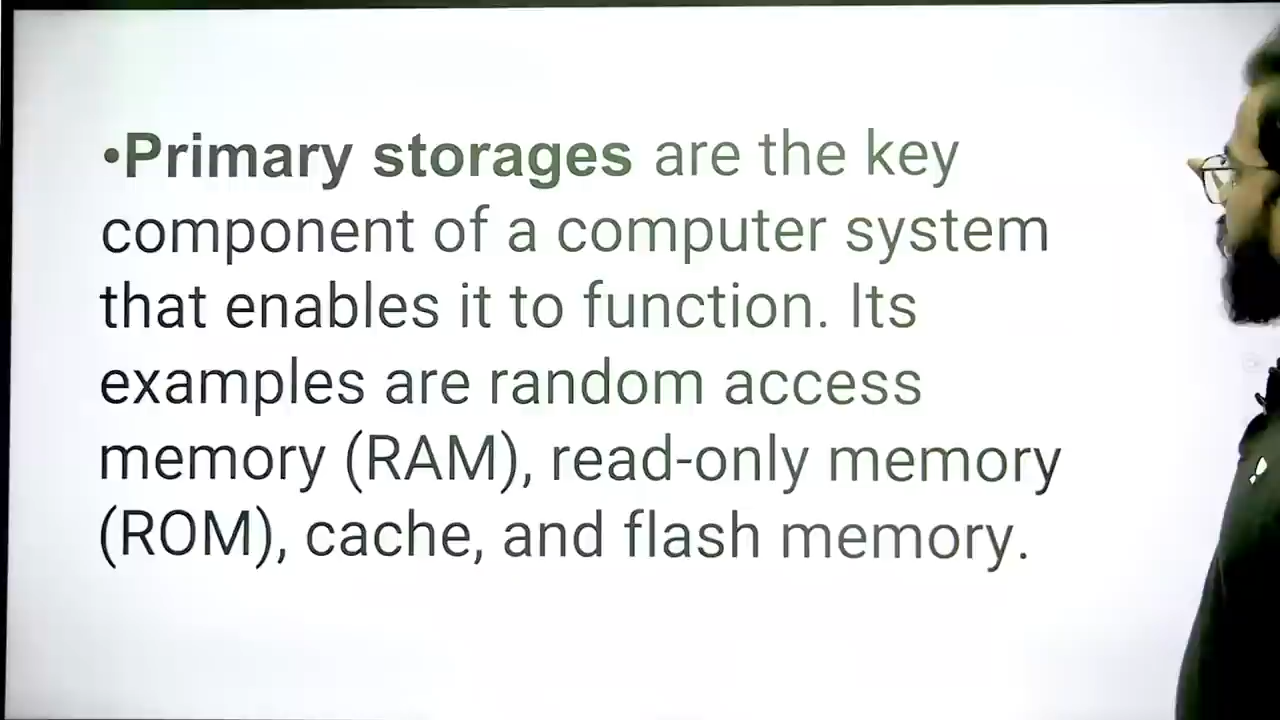 •Primary storages are the key
component of a computer system
that enables it to function. Its
examples are random access
memory (RAM), read-only memory
(ROM), cache, and flash memory.